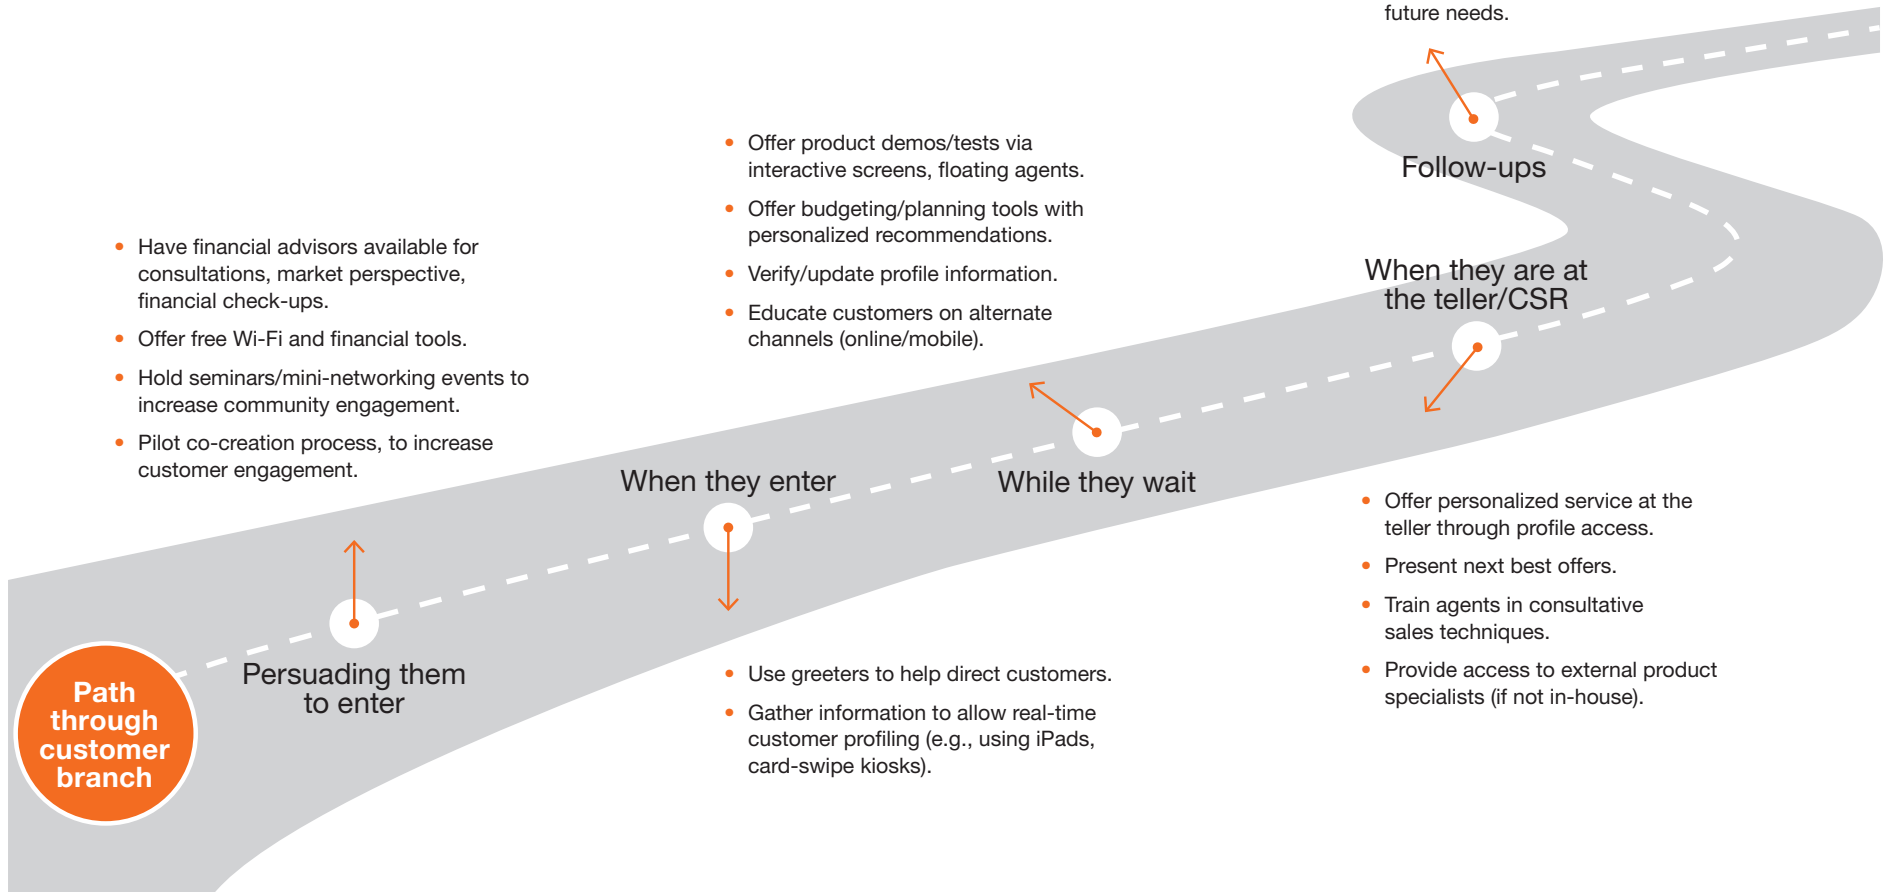 future needs.
Follow-ups
• Offer product demos/tests via
interactive screens, floating agents.
• Offer budgeting/planning tools with
personalized recommendations.
• Verify/update profile information.
• Educate customers on alternate
channels (online/mobile).
• Have financial advisors available for
consultations, market perspective,
financial check-ups.
• Offer free Wi-Fi and financial tools.
• Hold seminars/mini-networking events to
increase community engagement.
• Pilot co-creation process, to increase
customer engagement.
When they are at
the teller/CSR
When they enter
While they wait
• Offer personalized service at the
teller through profile access.
• Present next best offers.
• Train agents in consultative
sales techniques.
• Provide access to external product
specialists (if not in-house).
Persuading them
to enter
• Use greeters to help direct customers.
• Gather information to allow real-time
customer profiling (e.g., using iPads,
card-swipe kiosks).
Path
through
customer
branch